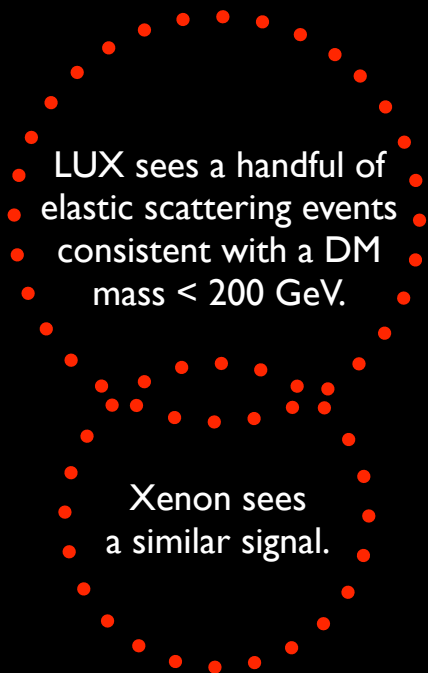 LUX sees a handful of
elastic scattering events
consistent with a DM
mass < 200 GeV.
Xenon sees
a similar signal.